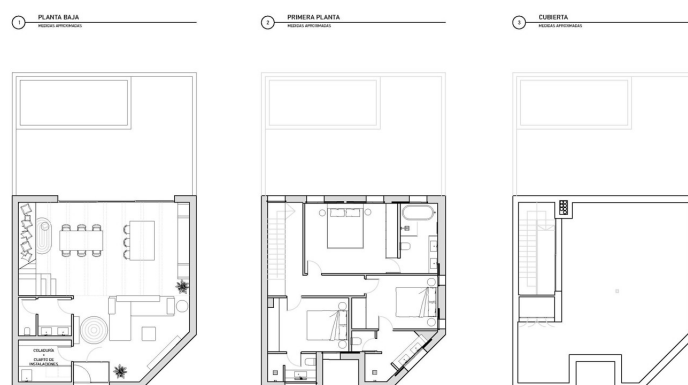 1
PLANTA BAJA
MEDIDAS APROXIMADAS
2
PRIMERA PLANTA
MEDIDAS APROXIMADAS
3
CUBIERTA
MEDIDAS APROXIMADAS
COLADURÍA
+
CUARTO DE
INSTALACIONES